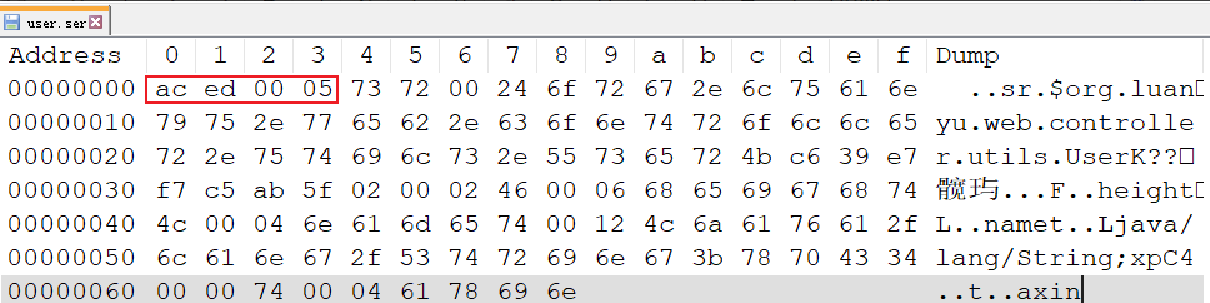 user.ser
Address 0 1 2 3 4 5 6 7 8 9 a b c d e f Dump
00000000 ac ed 00 05 73 72 00 24 6f 72 67 2e 6c 75 61 6e ..sr.$org.luan
00000010 79 75 2e 77 65 62 2e 63 6f 6e 74 72 6f 6c 6c 65 yu.web.controlle
00000020 72 2e 75 74 69 6c 73 2e 55 73 65 72 4b c6 39 e7 r.utils.UserK??
00000030 f7 c5 ab 5f 02 00 02 46 00 06 68 65 69 67 68 74 ...F..height
00000040 4c 00 04 6e 61 6d 65 74 00 12 4c 6a 61 76 61 2f L..namet..Ljava/
00000050 6c 61 6e 67 2f 53 74 72 69 6e 67 3b 78 70 43 34 lang/String;xpC4
00000060 00 00 74 00 04 61 78 69 6e ..t..axin